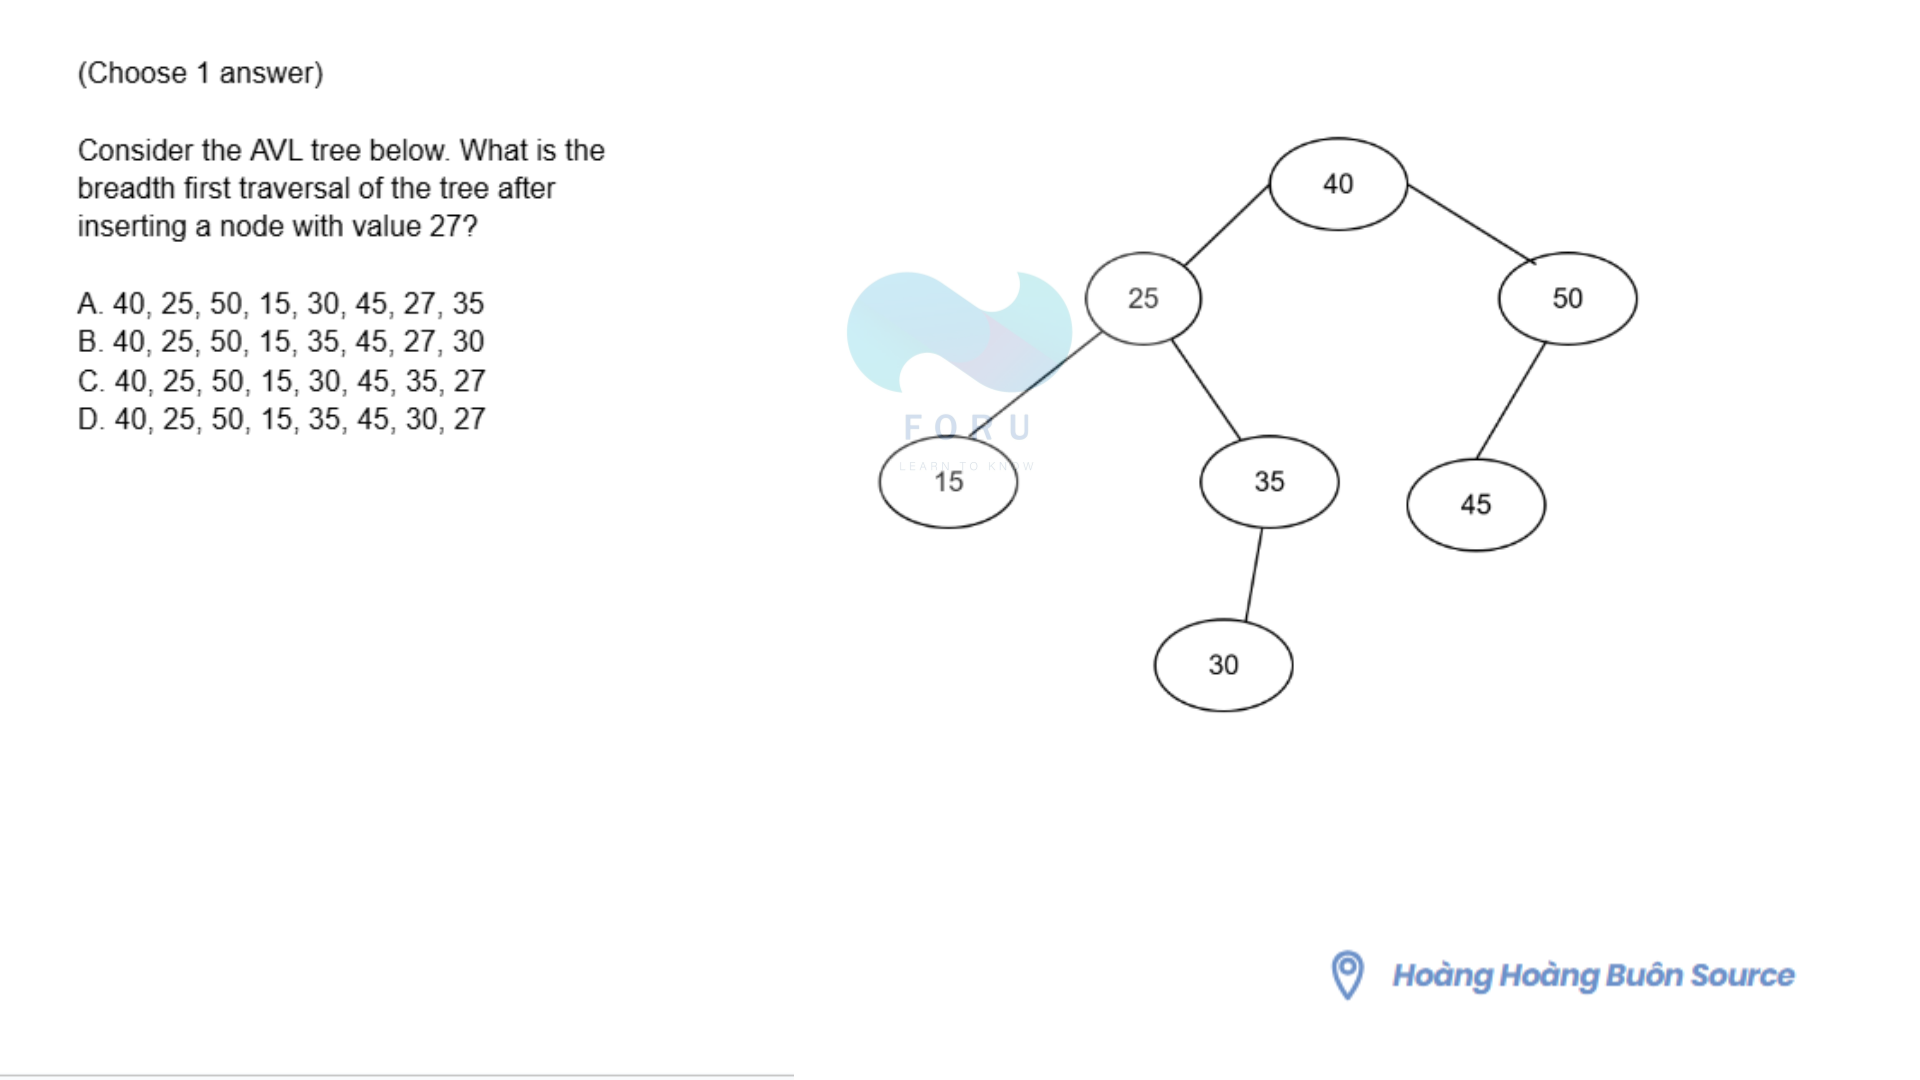 (Choose 1 answer)
Consider the AVL tree below. What is the
breadth first traversal of the tree after
inserting a node with value 27?
A. 40, 25, 50, 15, 30, 45, 27, 35
B. 40, 25, 50, 15, 35, 45, 27, 30
C. 40, 25, 50, 15, 30, 45, 35, 27
D. 40, 25, 50, 15, 35, 45, 30, 27
40
25
50
FORU
LEARN TO KNOW
15
35
45
30
Hoàng Hoàng Buôn Source